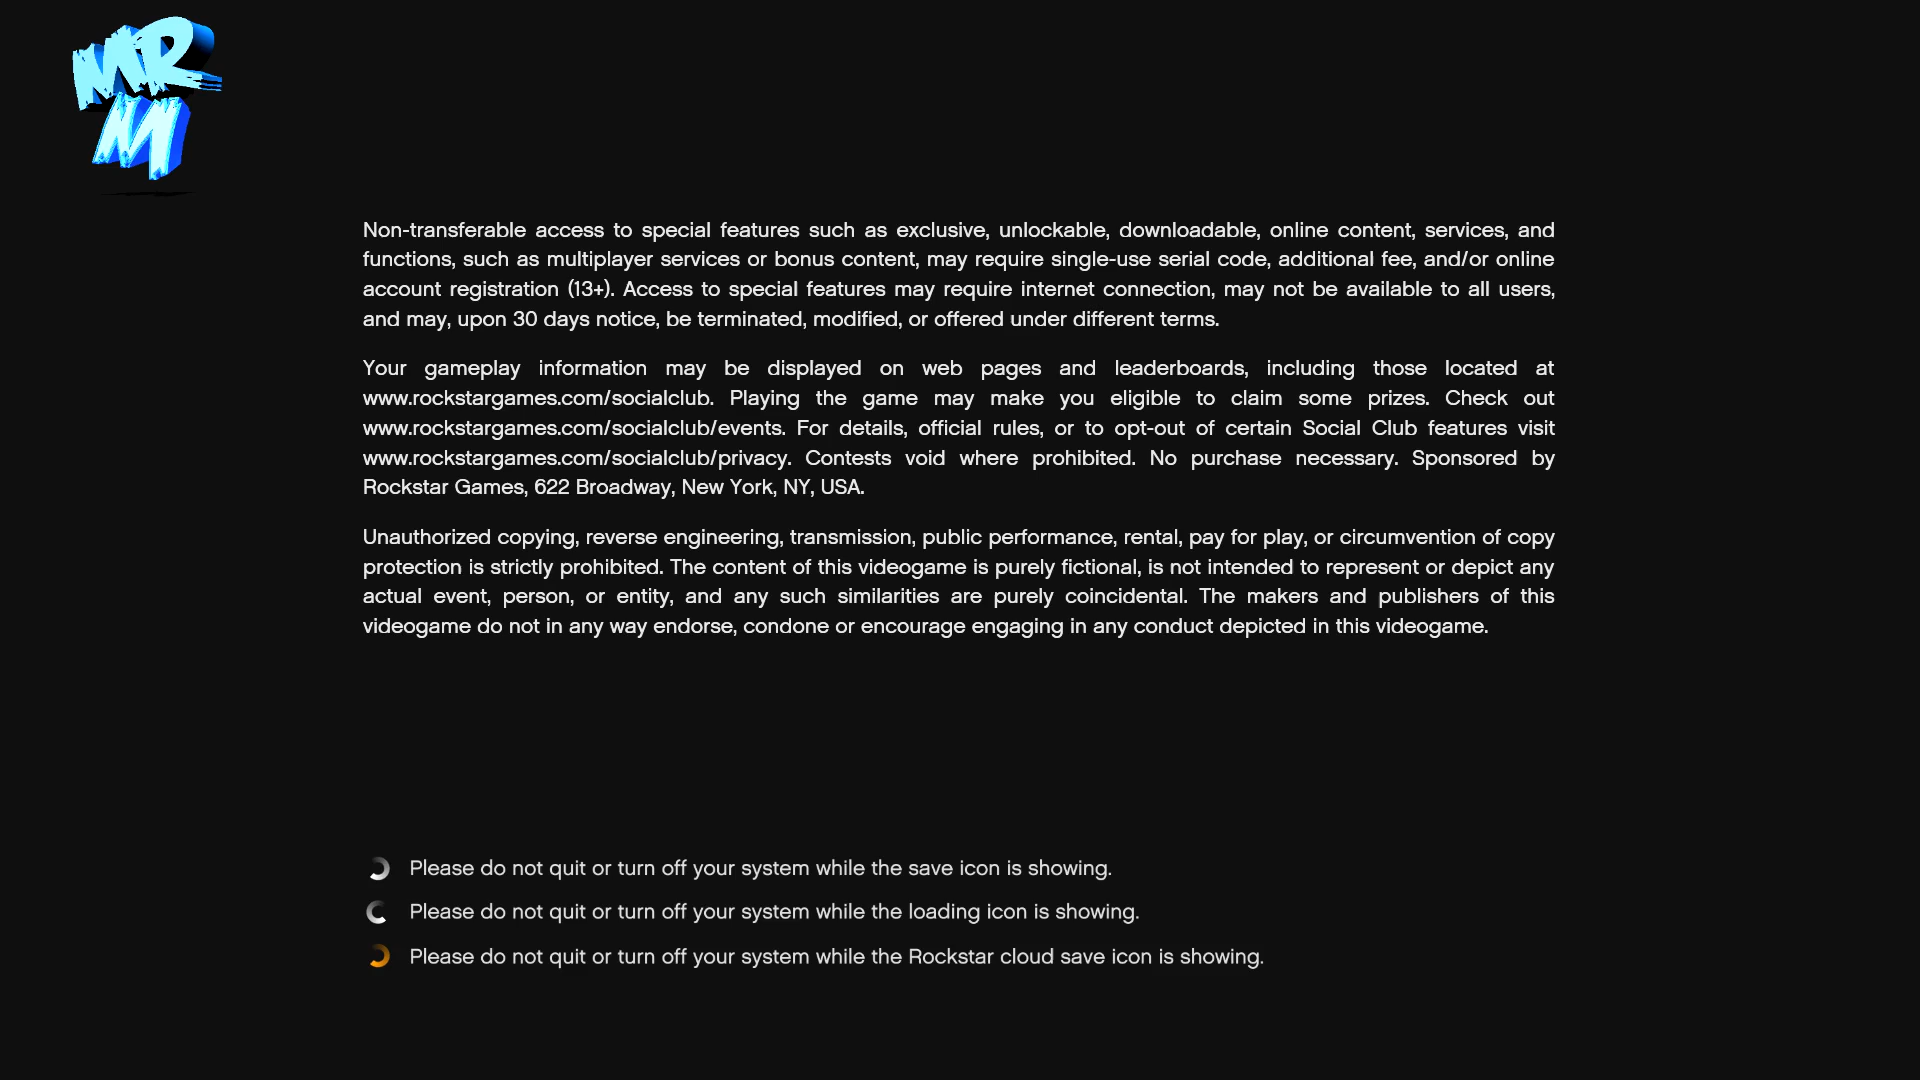 MR
M
Non-transferable access to special features such as exclusive, unlockable, downloadable, online content, services, and
functions, such as multiplayer services or bonus content, may require single-use serial code, additional fee, and/or online
account registration (13+). Access to special features may require internet connection, may not be available to all users,
and may, upon 30 days notice, be terminated, modified, or offered under different terms.
Your gameplay information may be displayed on web pages and leaderboards, including those located at
www.rockstargames.com/socialclub. Playing the game may make you eligible to claim some prizes. Check out
www.rockstargames.com/socialclub/events. For details, official rules, or to opt-out of certain Social Club features visit
www.rockstargames.com/socialclub/privacy. Contests void where prohibited. No purchase necessary. Sponsored by
Rockstar Games, 622 Broadway, New York, NY, USA.
Unauthorized copying, reverse engineering, transmission, public performance, rental, pay for play, or circumvention of copy
protection is strictly prohibited. The content of this videogame is purely fictional, is not intended to represent or depict any
actual event, person, or entity, and any such similarities are purely coincidental. The makers and publishers of this
videogame do not in any way endorse, condone or encourage engaging in any conduct depicted in this videogame.
Please do not quit or turn off your system while the save icon is showing.
Please do not quit or turn off your system while the loading icon is showing.
Please do not quit or turn off your system while the Rockstar cloud save icon is showing.